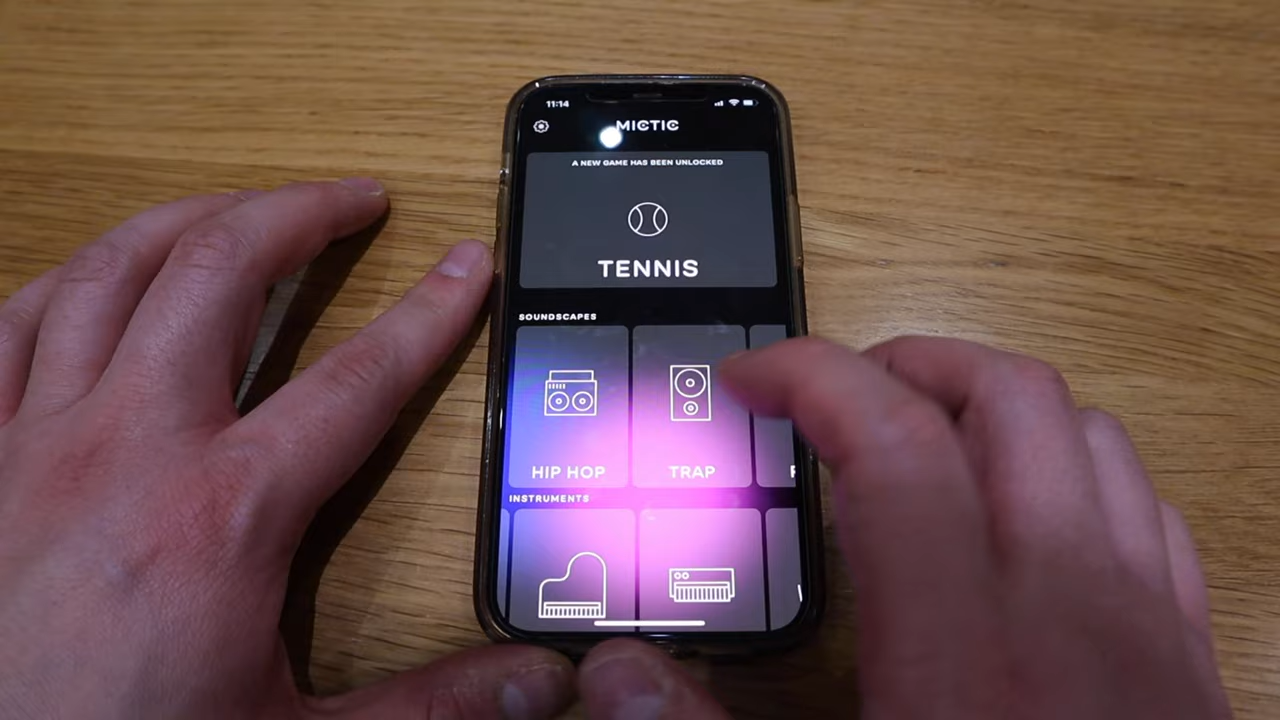 11:14
MICTIC
A NEW GAME HAS BEEN UNLOCKED
TENNIS
SOUNDSCAPES
HIP HOP
TRAP
INSTRUMENTS